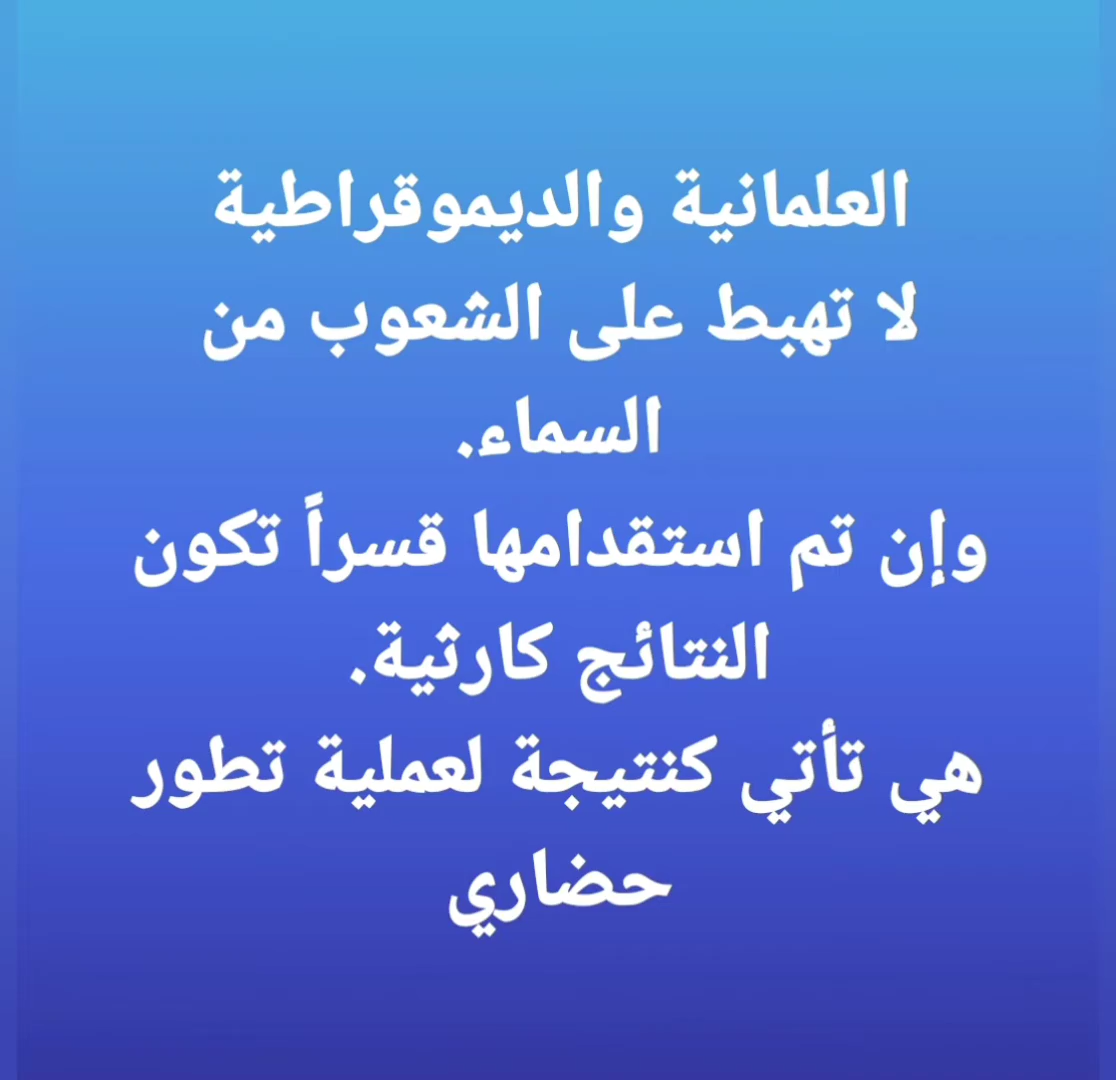 العلمانية والديموقراطية
لا تهبط على الشعوب من
السماء.
وإن تم استقدامها قسراً تكون
النتائج كارثية.
هي تأتي كنتيجة لعملية تطور
حضاري